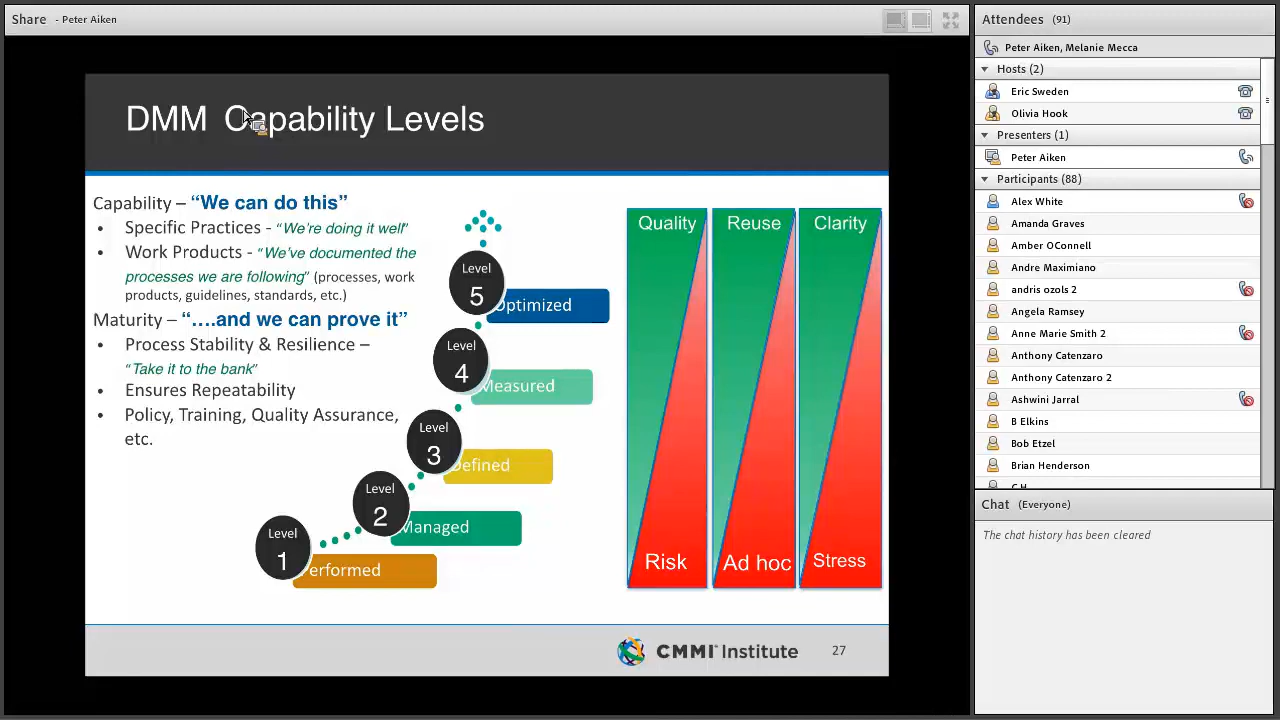 Share - Peter Aiken
DMM Capability Levels
Capability – “We can do this”
• Specific Practices - “We’re doing it well”
• Work Products - “We’ve documented the
processes we are following” (processes, work
products, guidelines, standards, etc.)
Maturity – “….and we can prove it”
• Process Stability & Resilience –
“Take it to the bank”
• Ensures Repeatability
• Policy, Training, Quality Assurance,
etc.
Level
5
Optimized
Level
4
Measured
Level
3
Defined
Level
2
Managed
Level
1
Performed
Quality
Reuse
Clarity
Risk
Ad hoc
Stress
CMMI Institute
27
Attendees (91)
Peter Aiken, Melanie Mecca
Hosts (2)
Eric Sweden
Olivia Hook
Presenters (1)
Peter Aiken
Participants (88)
Alex White
Amanda Graves
Amber OConnell
Andre Maximiano
andris ozols 2
Angela Ramsey
Anne Marie Smith 2
Anthony Catenzaro
Anthony Catenzaro 2
Ashwini Jarral
B Elkins
Bob Etzel
Brian Henderson
Chat (Everyone)
The chat history has been cleared